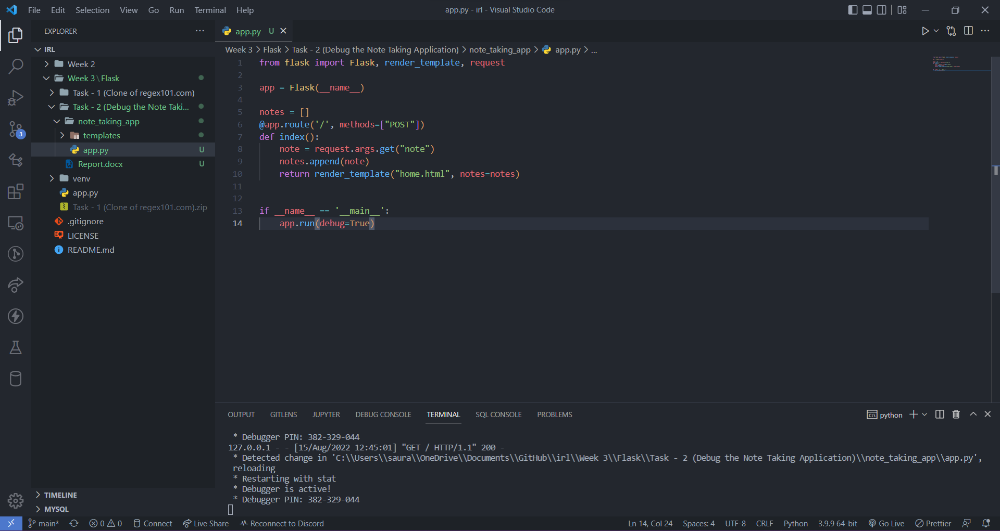 File Edit Selection View Go Run Terminal Help
app.py - irl - Visual Studio Code
EXPLORER
IRL
Week 2
Week 3\Flask
Task - 1 (Clone of regex101.com)
Task - 2 (Debug the Note Taki...
note_taking_app
templates
app.py U
Report.docx U
venv
app.py
Task - 1 (Clone of regex101.com).zip
.gitignore
LICENSE
README.md
TIMELINE
MYSQL
3
app.py U
Week 3 > Flask > Task - 2 (Debug the Note Taking Application) > note_taking_app > app.py > ...
1 from flask import Flask, render_template, request
2
3 app = Flask(__name__)
4
5 notes = []
6 @app.route('/', methods=["POST"])
7 def index():
8     note = request.args.get("note")
9     notes.append(note)
10     return render_template("home.html", notes=notes)
11
12
13 if __name__ == '__main__':
14     app.run(debug=True)
OUTPUT GITLENS JUPYTER DEBUG CONSOLE TERMINAL SQL CONSOLE PROBLEMS
python
* Debugger PIN: 382-329-044
127.0.0.1 - - [15/Aug/2022 12:45:01] "GET / HTTP/1.1" 200 -
* Detected change in 'C:\\Users\\saura\\OneDrive\\Documents\\GitHub\\irl\\Week 3\\Flask\\Task - 2 (Debug the Note Taking Application)\\note_taking_app\\app.py',
reloading
* Restarting with stat
* Debugger is active!
* Debugger PIN: 382-329-044
main* 0 0 Connect Live Share Reconnect to Discord
Ln 14, Col 24 Spaces: 4 UTF-8 CRLF Python 3.9.9 64-bit Go Live Prettier